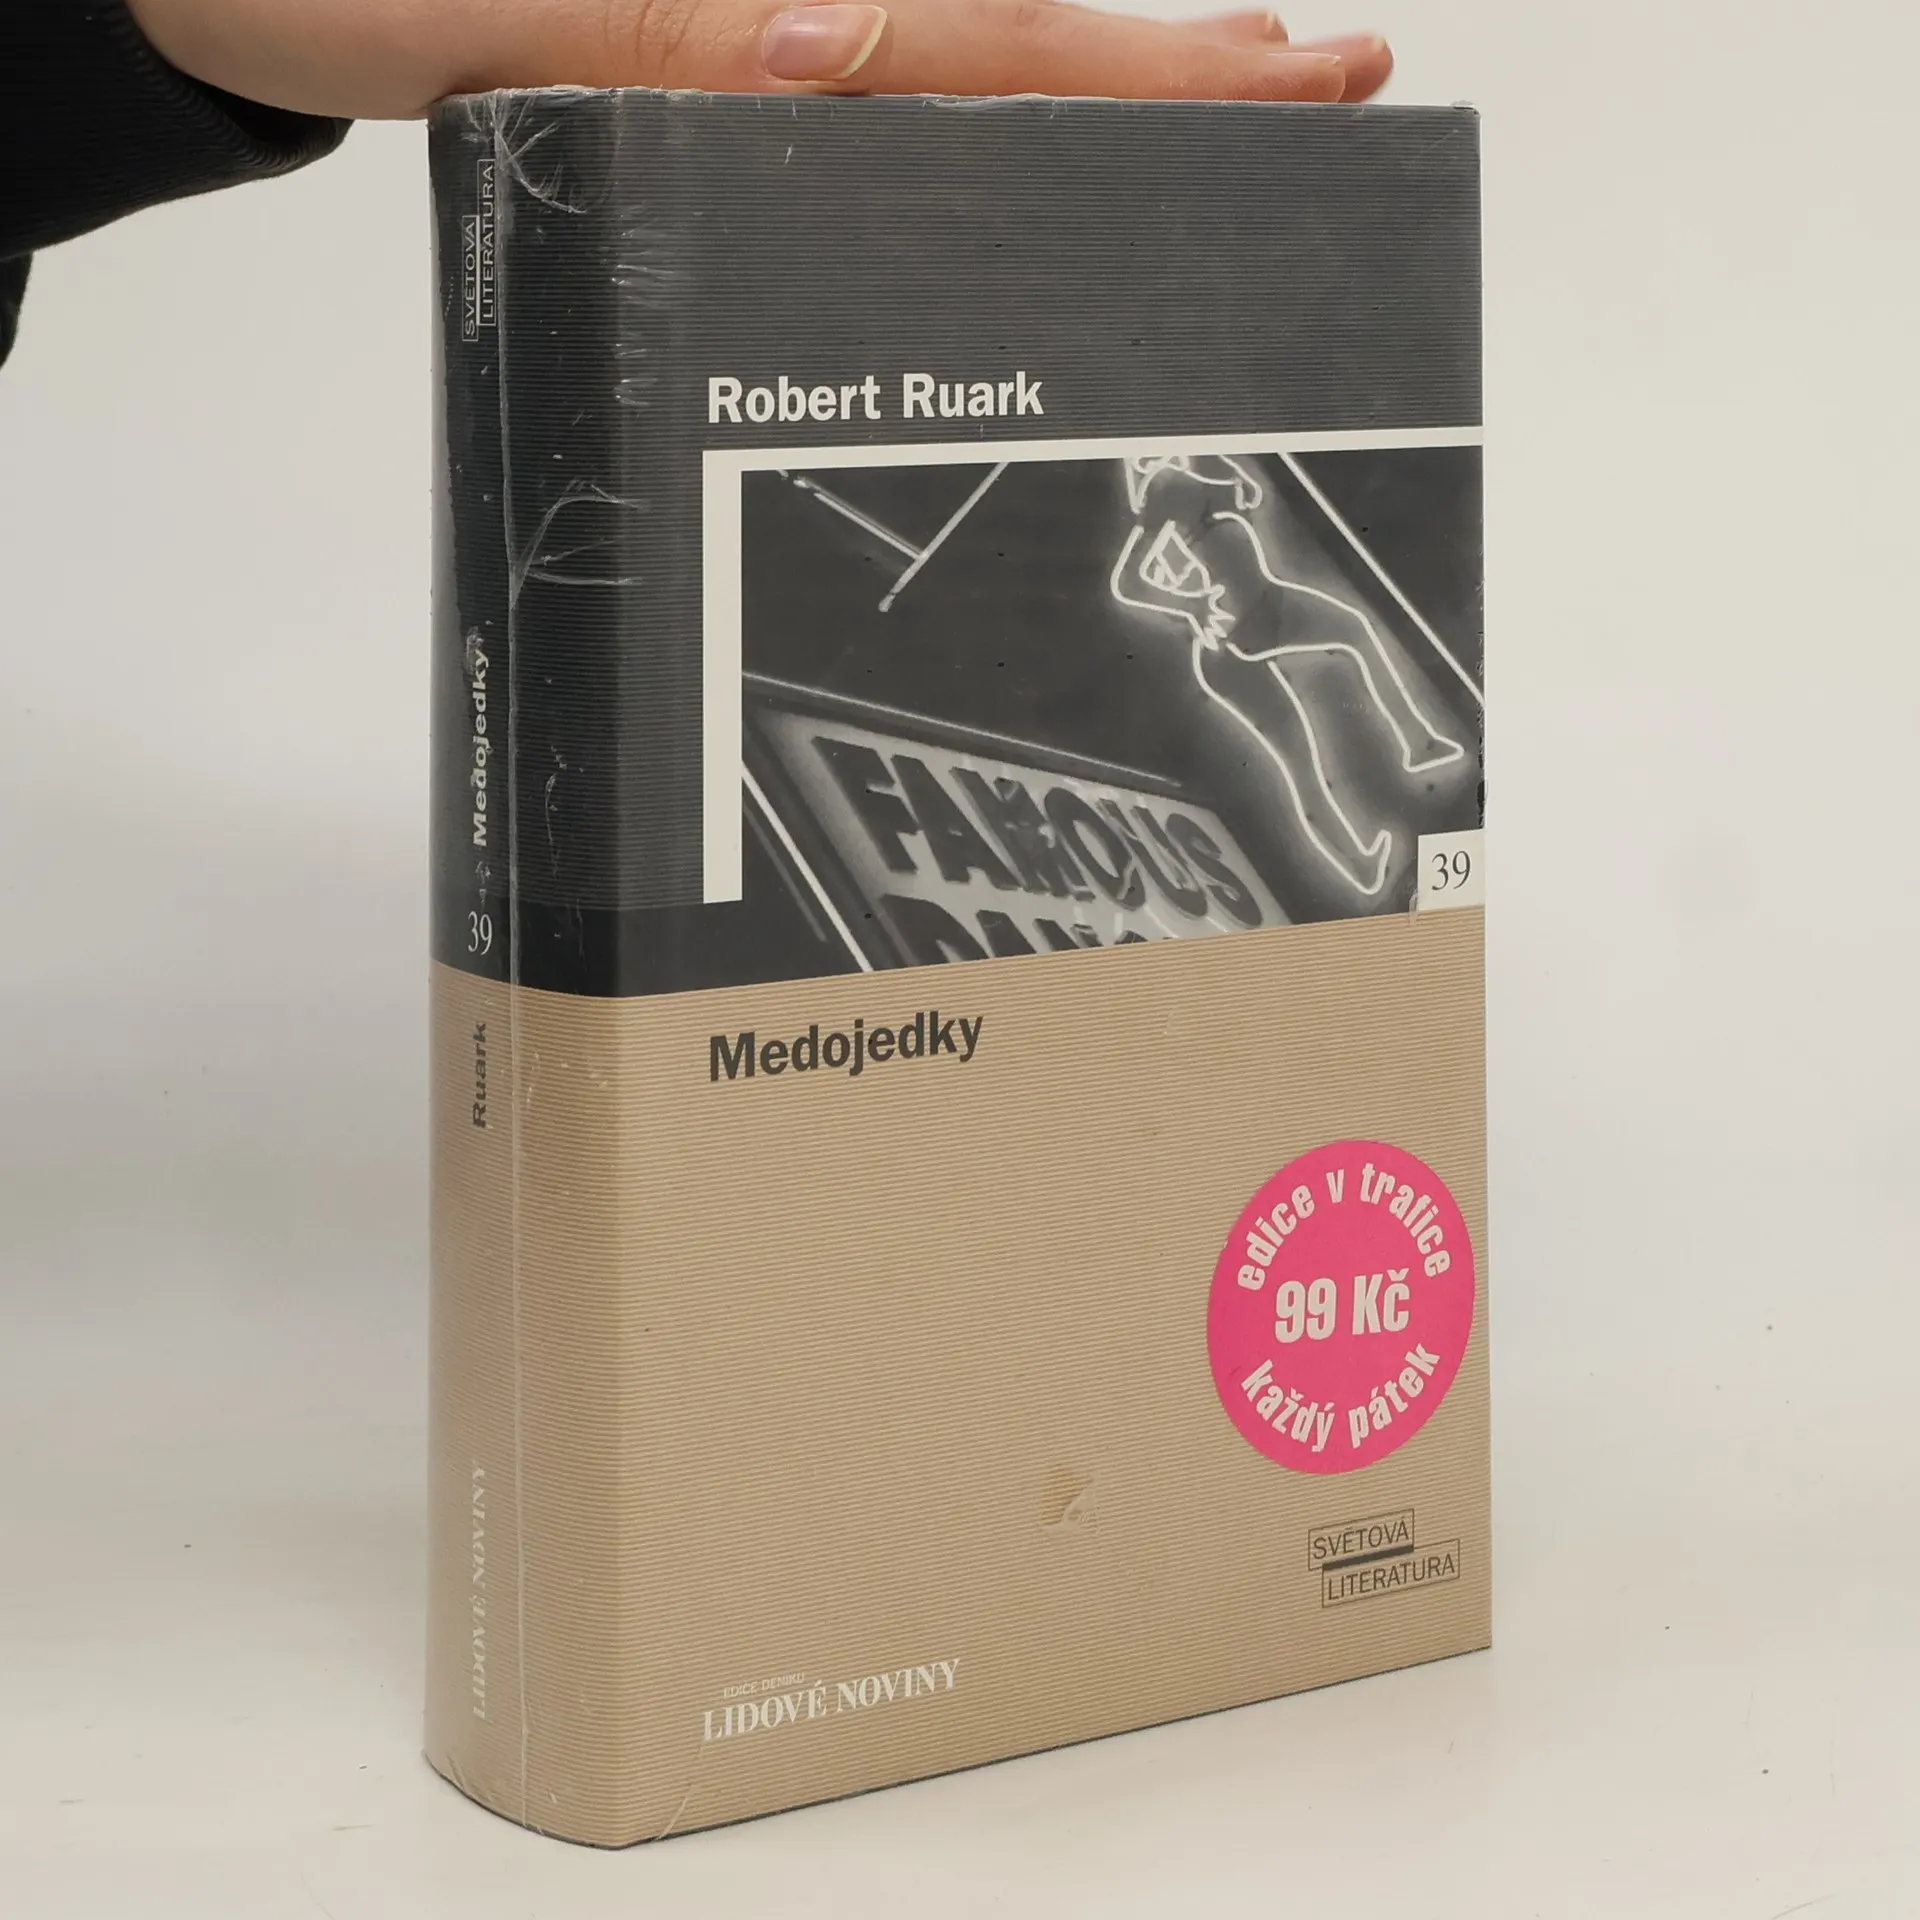 SVĚTOVÁ
LITERATURA
Medojedky
39
Ruark
LIDOVÉ NOVINY
Robert Ruark
FAMOUS
39
Medojedky
edice v trafice
99 Kč
každý pátek
SVĚTOVÁ
LITERATURA
EDICE DENÍKU
LIDOVÉ NOVINY